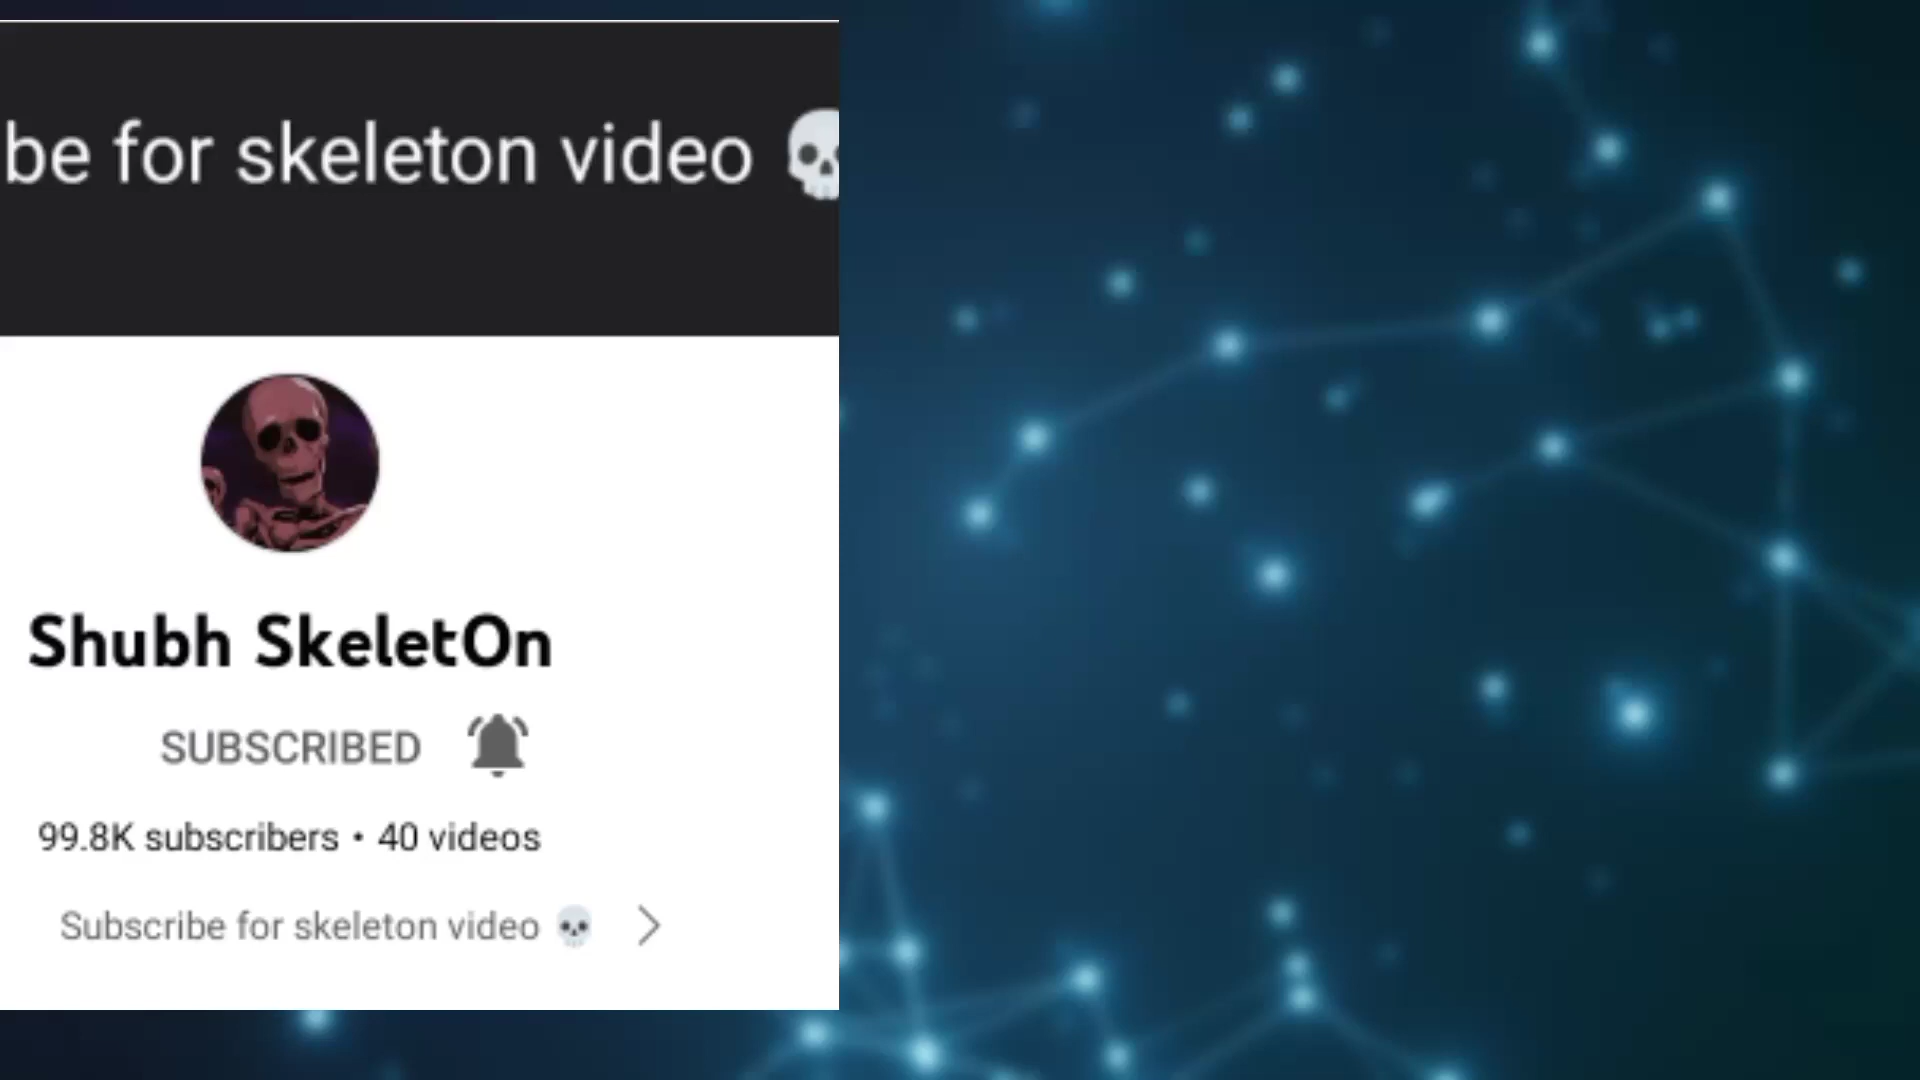 be for skeleton video 💀
Shubh SkeletOn
SUBSCRIBED
99.8K subscribers • 40 videos
Subscribe for skeleton video 💀